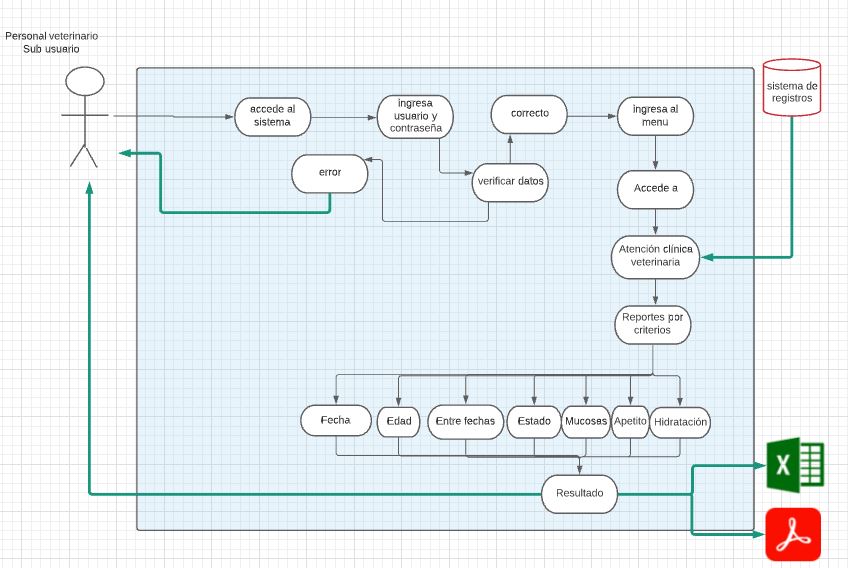 Personal veterinario
Sub usuario
accede al
sistema
ingresa
usuario y
contraseña
correcto
ingresa al
menu
sistema de
registros
error
verificar datos
Accede a
Atención clínica
veterinaria
Reportes por
criterios
Fecha
Edad
Entre fechas
Estado
Mucosas
Apetito
Hidratación
Resultado
X